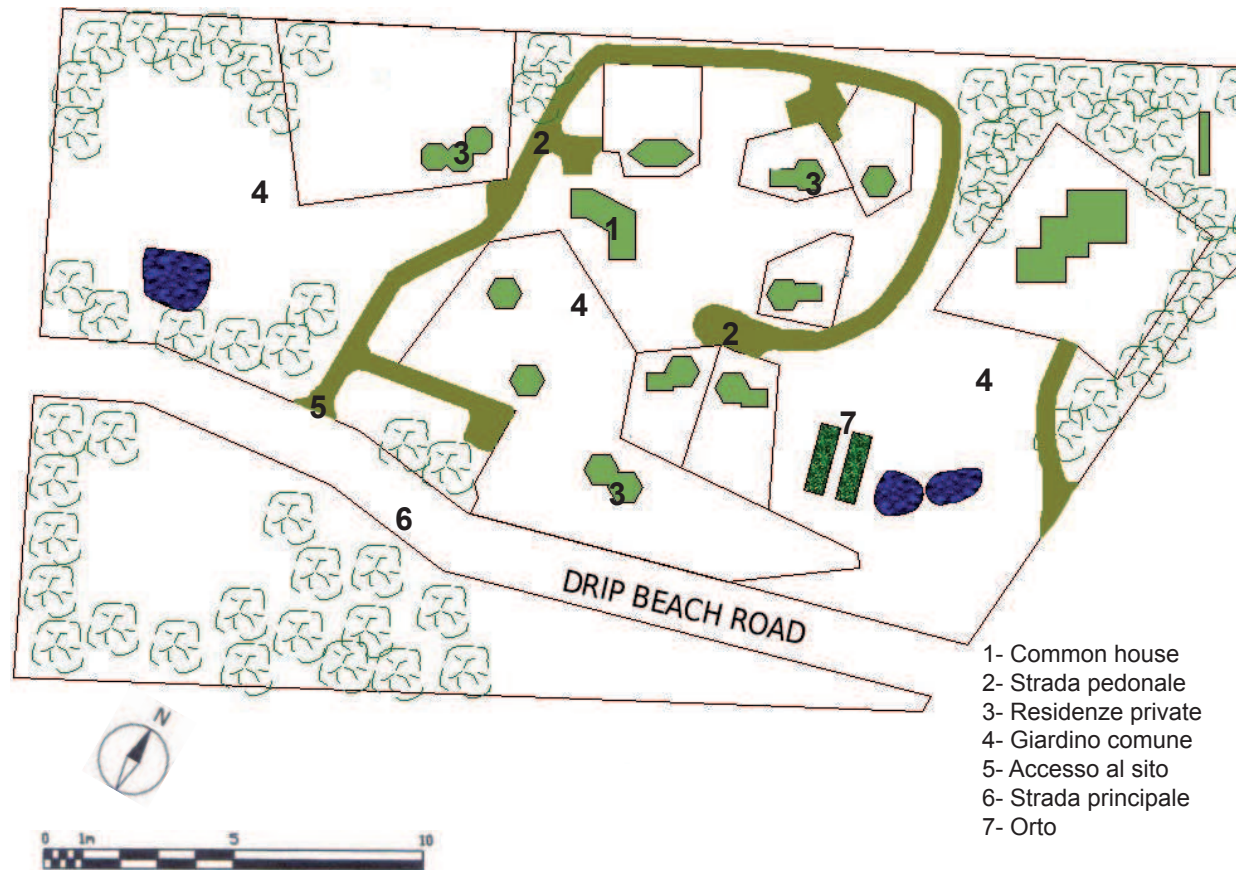 4
3
2
1
3
4
2
4
5
7
3
6
DRIP BEACH ROAD
1- Common house
2- Strada pedonale
3- Residenze private
4- Giardino comune
5- Accesso al sito
6- Strada principale
7- Orto
N
0 1m 5 10